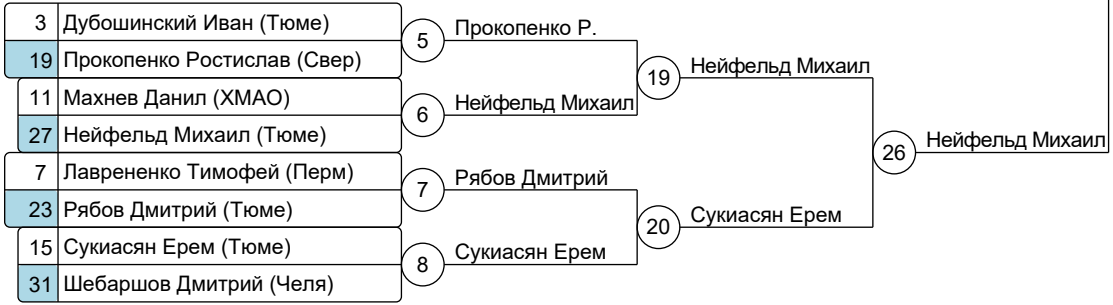 3 Дубошинский Иван (Тюме)
19 Прокопенко Ростислав (Свер)
11 Махнев Данил (ХМАО)
27 Нейфельд Михаил (Тюме)
7 Лаврененко Тимофей (Перм)
23 Рябов Дмитрий (Тюме)
15 Сукиасян Ерем (Тюме)
31 Шебаршов Дмитрий (Челя)
5 Прокопенко Р.
6 Нейфельд Михаил
7 Рябов Дмитрий
8 Сукиасян Ерем
19 Нейфельд Михаил
20 Сукиасян Ерем
26 Нейфельд Михаил